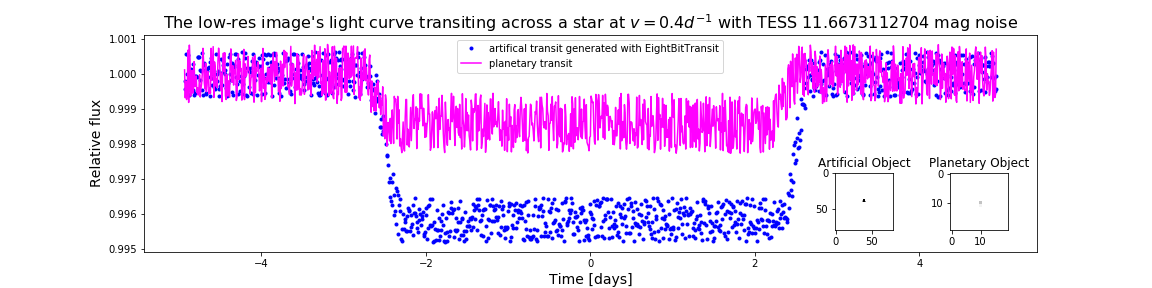 The low-res image's light curve transiting across a star at v = 0.4d⁻¹ with TESS 11.6673112704 mag noise
artifical transit generated with EightBitTransit
planetary transit
Relative flux
1.001
1.000
0.999
0.998
0.997
0.996
0.995
Artificial Object
0
50
0 50
Planetary Object
0
10
0 10
−4 −2 0 2 4
Time [days]